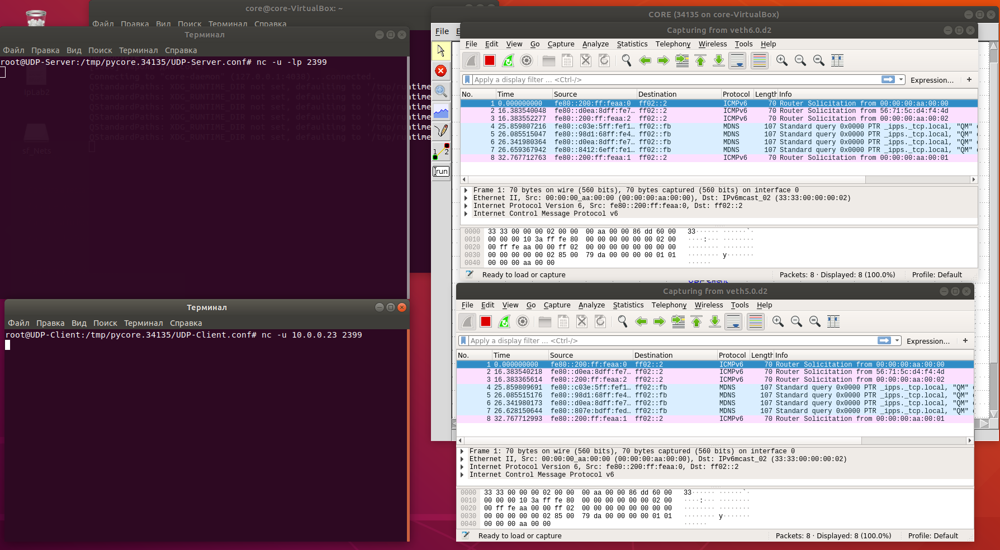 core@core-VirtualBox: ~
Файл Правка Вид Поиск Терминал Справка
Терминал
Файл Правка Вид Поиск Терминал Справка
root@UDP-Server:/tmp/pycore.34135/UDP-Server.conf# nc -u -lp 2399
Connecting to "core-daemon" (127.0.0.1:4038)...connected.
QStandardPaths: XDG_RUNTIME_DIR not set, defaulting to '/tmp/runtime
QStandardPaths: XDG_RUNTIME_DIR not set, defaulting to '/tmp/runtime
QStandardPaths: XDG_RUNTIME_DIR not set, defaulting to '/tmp/runtime
QStandardPaths: XDG_RUNTIME_DIR not set, defaulting to '/tmp/runtime
QStandardPaths: XDG_RUNTIME_DIR not set, defaulting to '/tmp/runtime
QStandardPaths: XDG_RUNTIME_DIR not set, defaulting to '/tmp/runtime
IpLab2
sf_Nets
Терминал
Файл Правка Вид Поиск Терминал Справка
root@UDP-Client:/tmp/pycore.34135/UDP-Client.conf# nc -u 10.0.0.23 2399
CORE (34135 on core-VirtualBox)
File E
1 2
run
Capturing from veth6.0.d2
File Edit View Go Capture Analyze Statistics Telephony Wireless Tools Help
Apply a display filter ... <Ctrl-/> Expression... +
No. Time Source Destination Protocol Length Info
1 0.000000000 fe80::200:ff:feaa:0 ff02::2 ICMPv6 70 Router Solicitation from 00:00:00:aa:00:00
2 16.383540048 fe80::d0ea:8dff:fe7… ff02::2 ICMPv6 70 Router Solicitation from 56:71:5c:d4:f4:4d
3 16.383552277 fe80::200:ff:feaa:2 ff02::2 ICMPv6 70 Router Solicitation from 00:00:00:aa:00:02
4 25.859807216 fe80::c03e:5ff:fef1… ff02::fb MDNS 107 Standard query 0x0000 PTR _ipps._tcp.local, "QM"
5 26.085515047 fe80::98d1:68ff:fe4… ff02::fb MDNS 107 Standard query 0x0000 PTR _ipps._tcp.local, "QM"
6 26.341980364 fe80::d0ea:8dff:fe7… ff02::fb MDNS 107 Standard query 0x0000 PTR _ipps._tcp.local, "QM"
7 26.659367942 fe80::8412:6eff:fe1… ff02::fb MDNS 107 Standard query 0x0000 PTR _ipps._tcp.local, "QM"
8 32.767712763 fe80::200:ff:feaa:1 ff02::2 ICMPv6 70 Router Solicitation from 00:00:00:aa:00:01
Frame 1: 70 bytes on wire (560 bits), 70 bytes captured (560 bits) on interface 0
Ethernet II, Src: 00:00:00_aa:00:00 (00:00:00:aa:00:00), Dst: IPv6mcast_02 (33:33:00:00:00:02)
Internet Protocol Version 6, Src: fe80::200:ff:feaa:0, Dst: ff02::2
Internet Control Message Protocol v6
0000 33 33 00 00 00 02 00 00 00 aa 00 00 86 dd 60 00 33······ ······`·
0010 00 00 00 10 3a ff fe 80 00 00 00 00 00 00 02 00 ····:··· ········
0020 00 ff fe aa 00 00 ff 02 00 00 00 00 00 00 00 00 ········ ········
0030 00 00 00 00 00 02 85 00 79 da 00 00 00 00 01 01 ········ y·······
0040 00 00 00 aa 00 00 ······
Ready to load or capture Packets: 8 · Displayed: 8 (100.0%) Profile: Default
Capturing from veth5.0.d2
File Edit View Go Capture Analyze Statistics Telephony Wireless Tools Help
Apply a display filter ... <Ctrl-/> Expression... +
No. Time Source Destination Protocol Length Info
1 0.000000000 fe80::200:ff:feaa:0 ff02::2 ICMPv6 70 Router Solicitation from 00:00:00:aa:00:00
2 16.383540218 fe80::d0ea:8dff:fe7… ff02::2 ICMPv6 70 Router Solicitation from 56:71:5c:d4:f4:4d
3 16.383365614 fe80::200:ff:feaa:2 ff02::2 ICMPv6 70 Router Solicitation from 00:00:00:aa:00:02
4 25.859809691 fe80::c03e:5ff:fef1… ff02::fb MDNS 107 Standard query 0x0000 PTR _ipps._tcp.local, "QM"
5 26.085515176 fe80::98d1:68ff:fe4… ff02::fb MDNS 107 Standard query 0x0000 PTR _ipps._tcp.local, "QM"
6 26.341980173 fe80::d0ea:8dff:fe7… ff02::fb MDNS 107 Standard query 0x0000 PTR _ipps._tcp.local, "QM"
7 26.628150644 fe80::807e:bdff:fed… ff02::fb MDNS 107 Standard query 0x0000 PTR _ipps._tcp.local, "QM"
8 32.767712993 fe80::200:ff:feaa:1 ff02::2 ICMPv6 70 Router Solicitation from 00:00:00:aa:00:01
Frame 1: 70 bytes on wire (560 bits), 70 bytes captured (560 bits) on interface 0
Ethernet II, Src: 00:00:00_aa:00:00 (00:00:00:aa:00:00), Dst: IPv6mcast_02 (33:33:00:00:00:02)
Internet Protocol Version 6, Src: fe80::200:ff:feaa:0, Dst: ff02::2
Internet Control Message Protocol v6
0000 33 33 00 00 00 02 00 00 00 aa 00 00 86 dd 60 00 33······ ······`·
0010 00 00 00 10 3a ff fe 80 00 00 00 00 00 00 02 00 ····:··· ········
0020 00 ff fe aa 00 00 ff 02 00 00 00 00 00 00 00 00 ········ ········
0030 00 00 00 00 00 02 85 00 79 da 00 00 00 00 01 01 ········ y·······
0040 00 00 00 aa 00 00 ······
Ready to load or capture Packets: 8 · Displayed: 8 (100.0%) Profile: Default